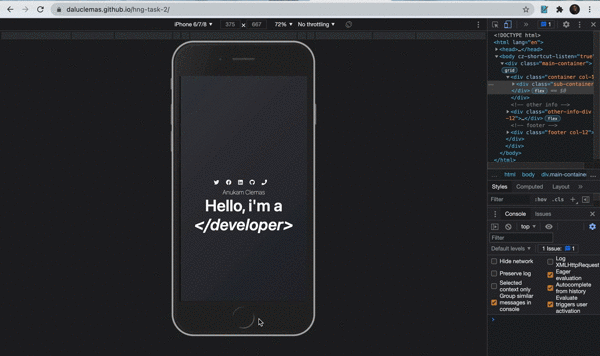 daluclemas.github.io/hng-task-2/
iPhone 6/7/8 375 × 667 72% No throttling
1
<!DOCTYPE html>
<html lang="en">
<head>…</head>
<body cz-shortcut-listen="true"
<div class="main-container">
grid
<div class="container col-1
<div class="sub-container
</div> flex == $0
</div>
<!-- other info -->
<div class="other-info-div
-12">…</div> flex
<!-- footer -->
<div class="footer col-12">
</div>
</body>
</html>
... html body div.main-containe ...
Styles Computed Layout
Filter :hov .cls
Console Issues
top
Filter
Default levels 1 Issue: 1
Hide network Log XMLHttpRequest
Preserve log Eager evaluation
Selected context only Autocomplete from history
Group similar messages in console Evaluate triggers user activation
Anukam Clemas
Hello, i'm a
</developer>